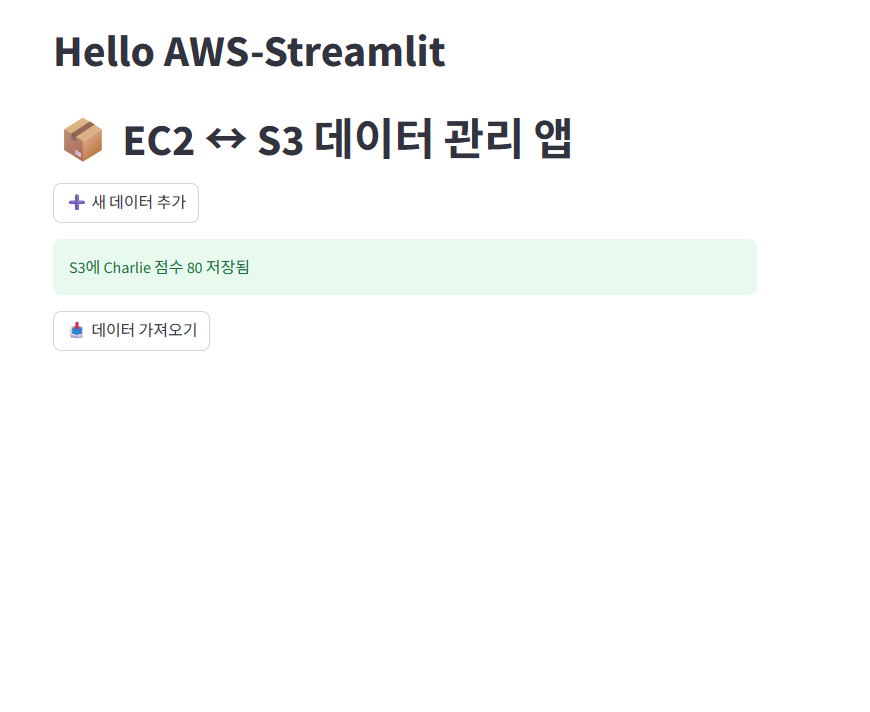 Hello AWS-Streamlit
📦 EC2 ↔ S3 데이터 관리 앱
➕ 새 데이터 추가
S3에 Charlie 점수 80 저장됨
📥 데이터 가져오기